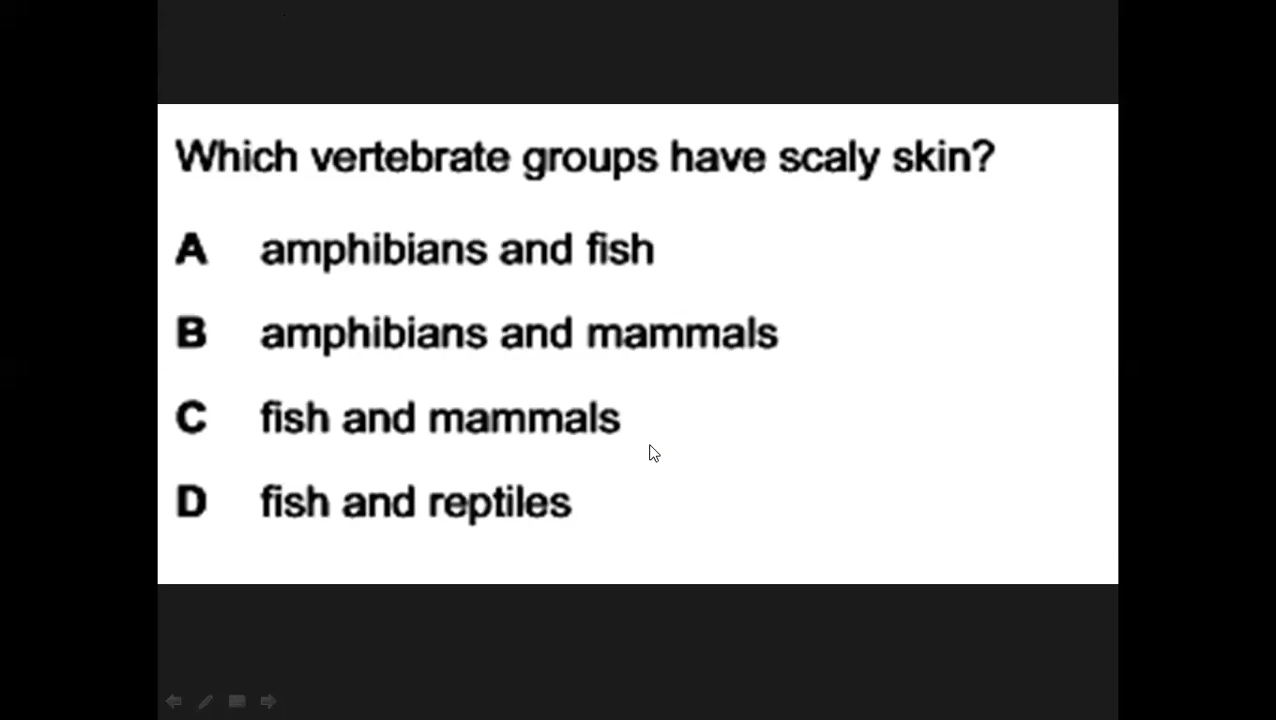 Which vertebrate groups have scaly skin?
A amphibians and fish
B amphibians and mammals
C fish and mammals
D fish and reptiles